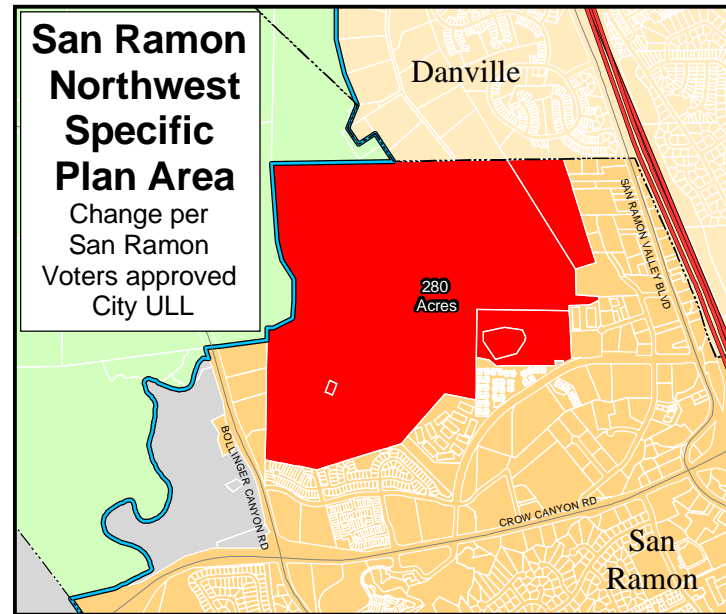 San Ramon
Northwest
Specific
Plan Area
Change per
San Ramon
Voters approved
City ULL
Danville
SAN RAMON VALLEY BLVD
280
Acres
BOLLINGER CANYON RD
CROW CANYON RD
San
Ramon